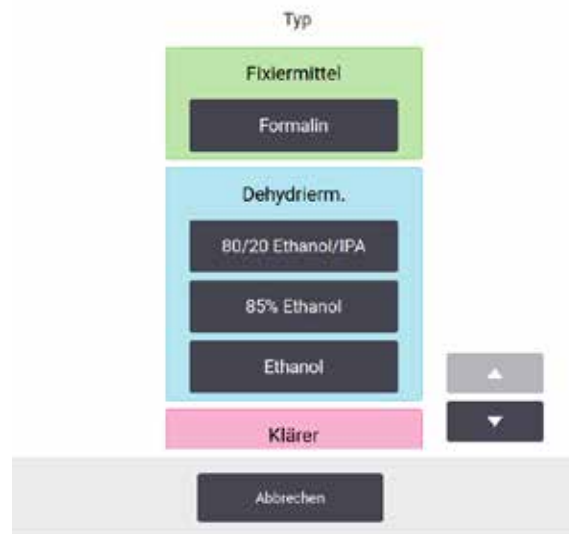 Typ
Fixiermittel
Formalin
Dehydrierm.
80/20 Ethanol/IPA
85% Ethanol
Ethanol
Klärer
Abbrechen